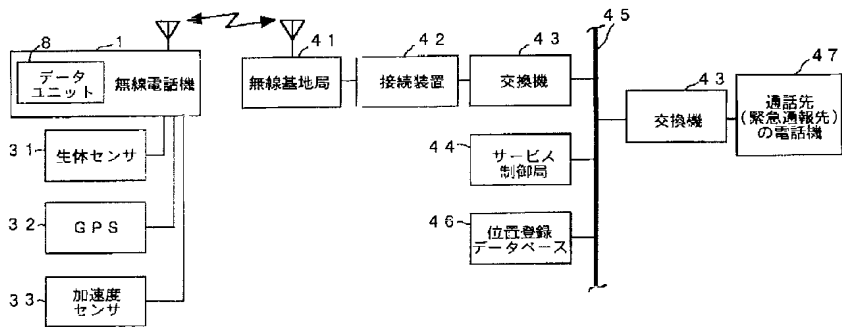 8
1
データ
ユニット
無線電話機
31
生体センサ
32
GPS
33
加速度
センサ
41
無線基地局
42
接続装置
43
交換機
44
サービス
制御局
46
位置登録
データベース
45
43
交換機
47
通話先
(緊急通報先)
の電話機